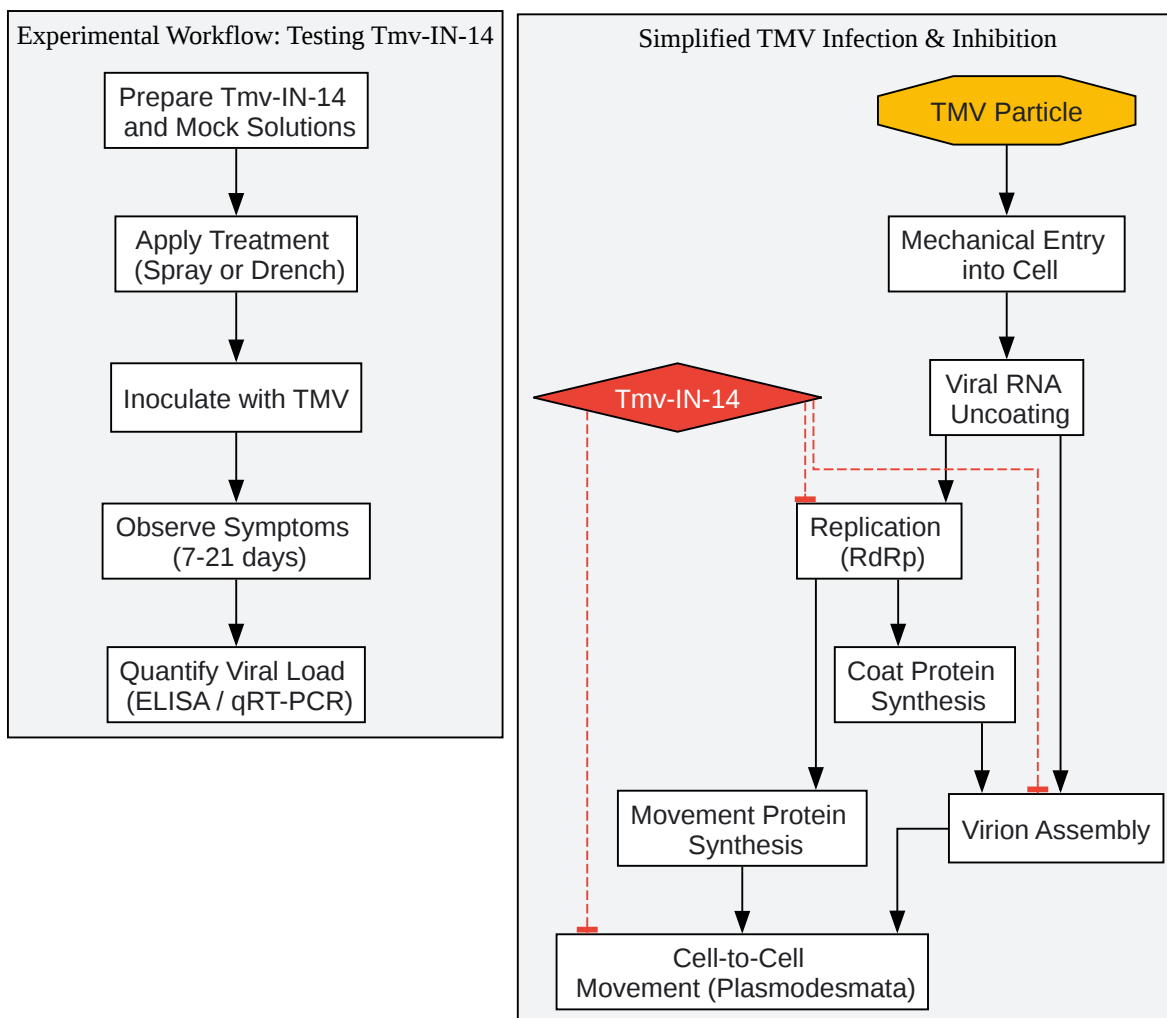 Experimental Workflow: Testing Tmv-IN-14
Prepare Tmv-IN-14
and Mock Solutions
Apply Treatment
(Spray or Drench)
Inoculate with TMV
Observe Symptoms
(7-21 days)
Quantify Viral Load
(ELISA / qRT-PCR)
Simplified TMV Infection & Inhibition
TMV Particle
Mechanical Entry
into Cell
Viral RNA
Uncoating
Tmv-IN-14
Replication
(RdRp)
Coat Protein
Synthesis
Movement Protein
Synthesis
Virion Assembly
Cell-to-Cell
Movement (Plasmodesmata)